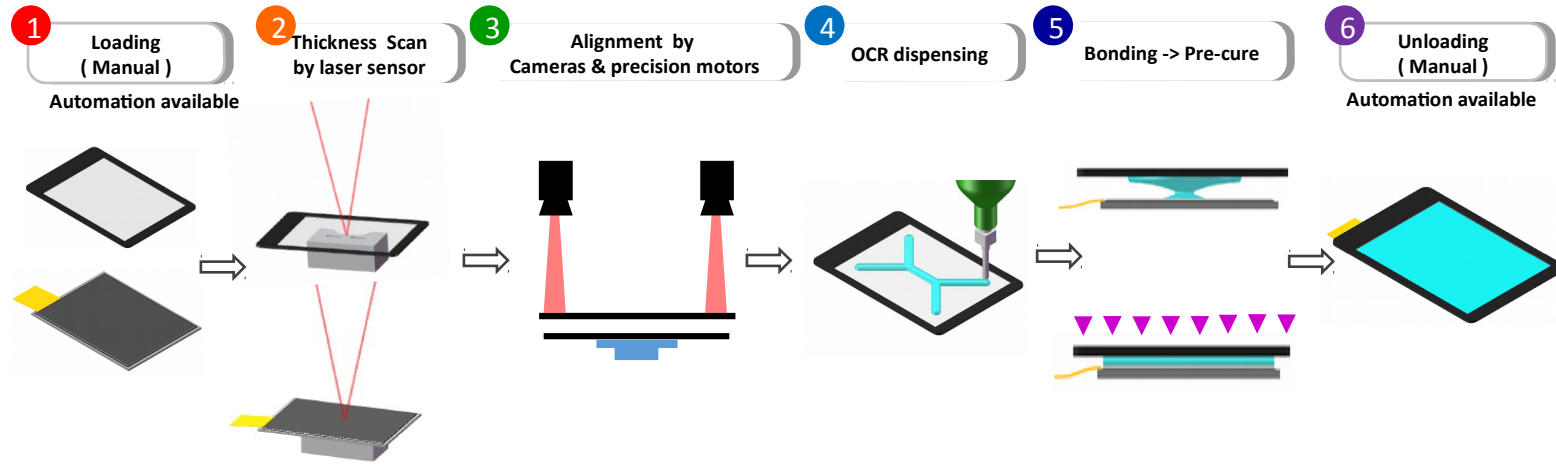 1
Loading
( Manual )
Automation available
2
Thickness Scan
by laser sensor
3
Alignment by
Cameras & precision motors
4
OCR dispensing
5
Bonding -> Pre-cure
6
Unloading
( Manual )
Automation available